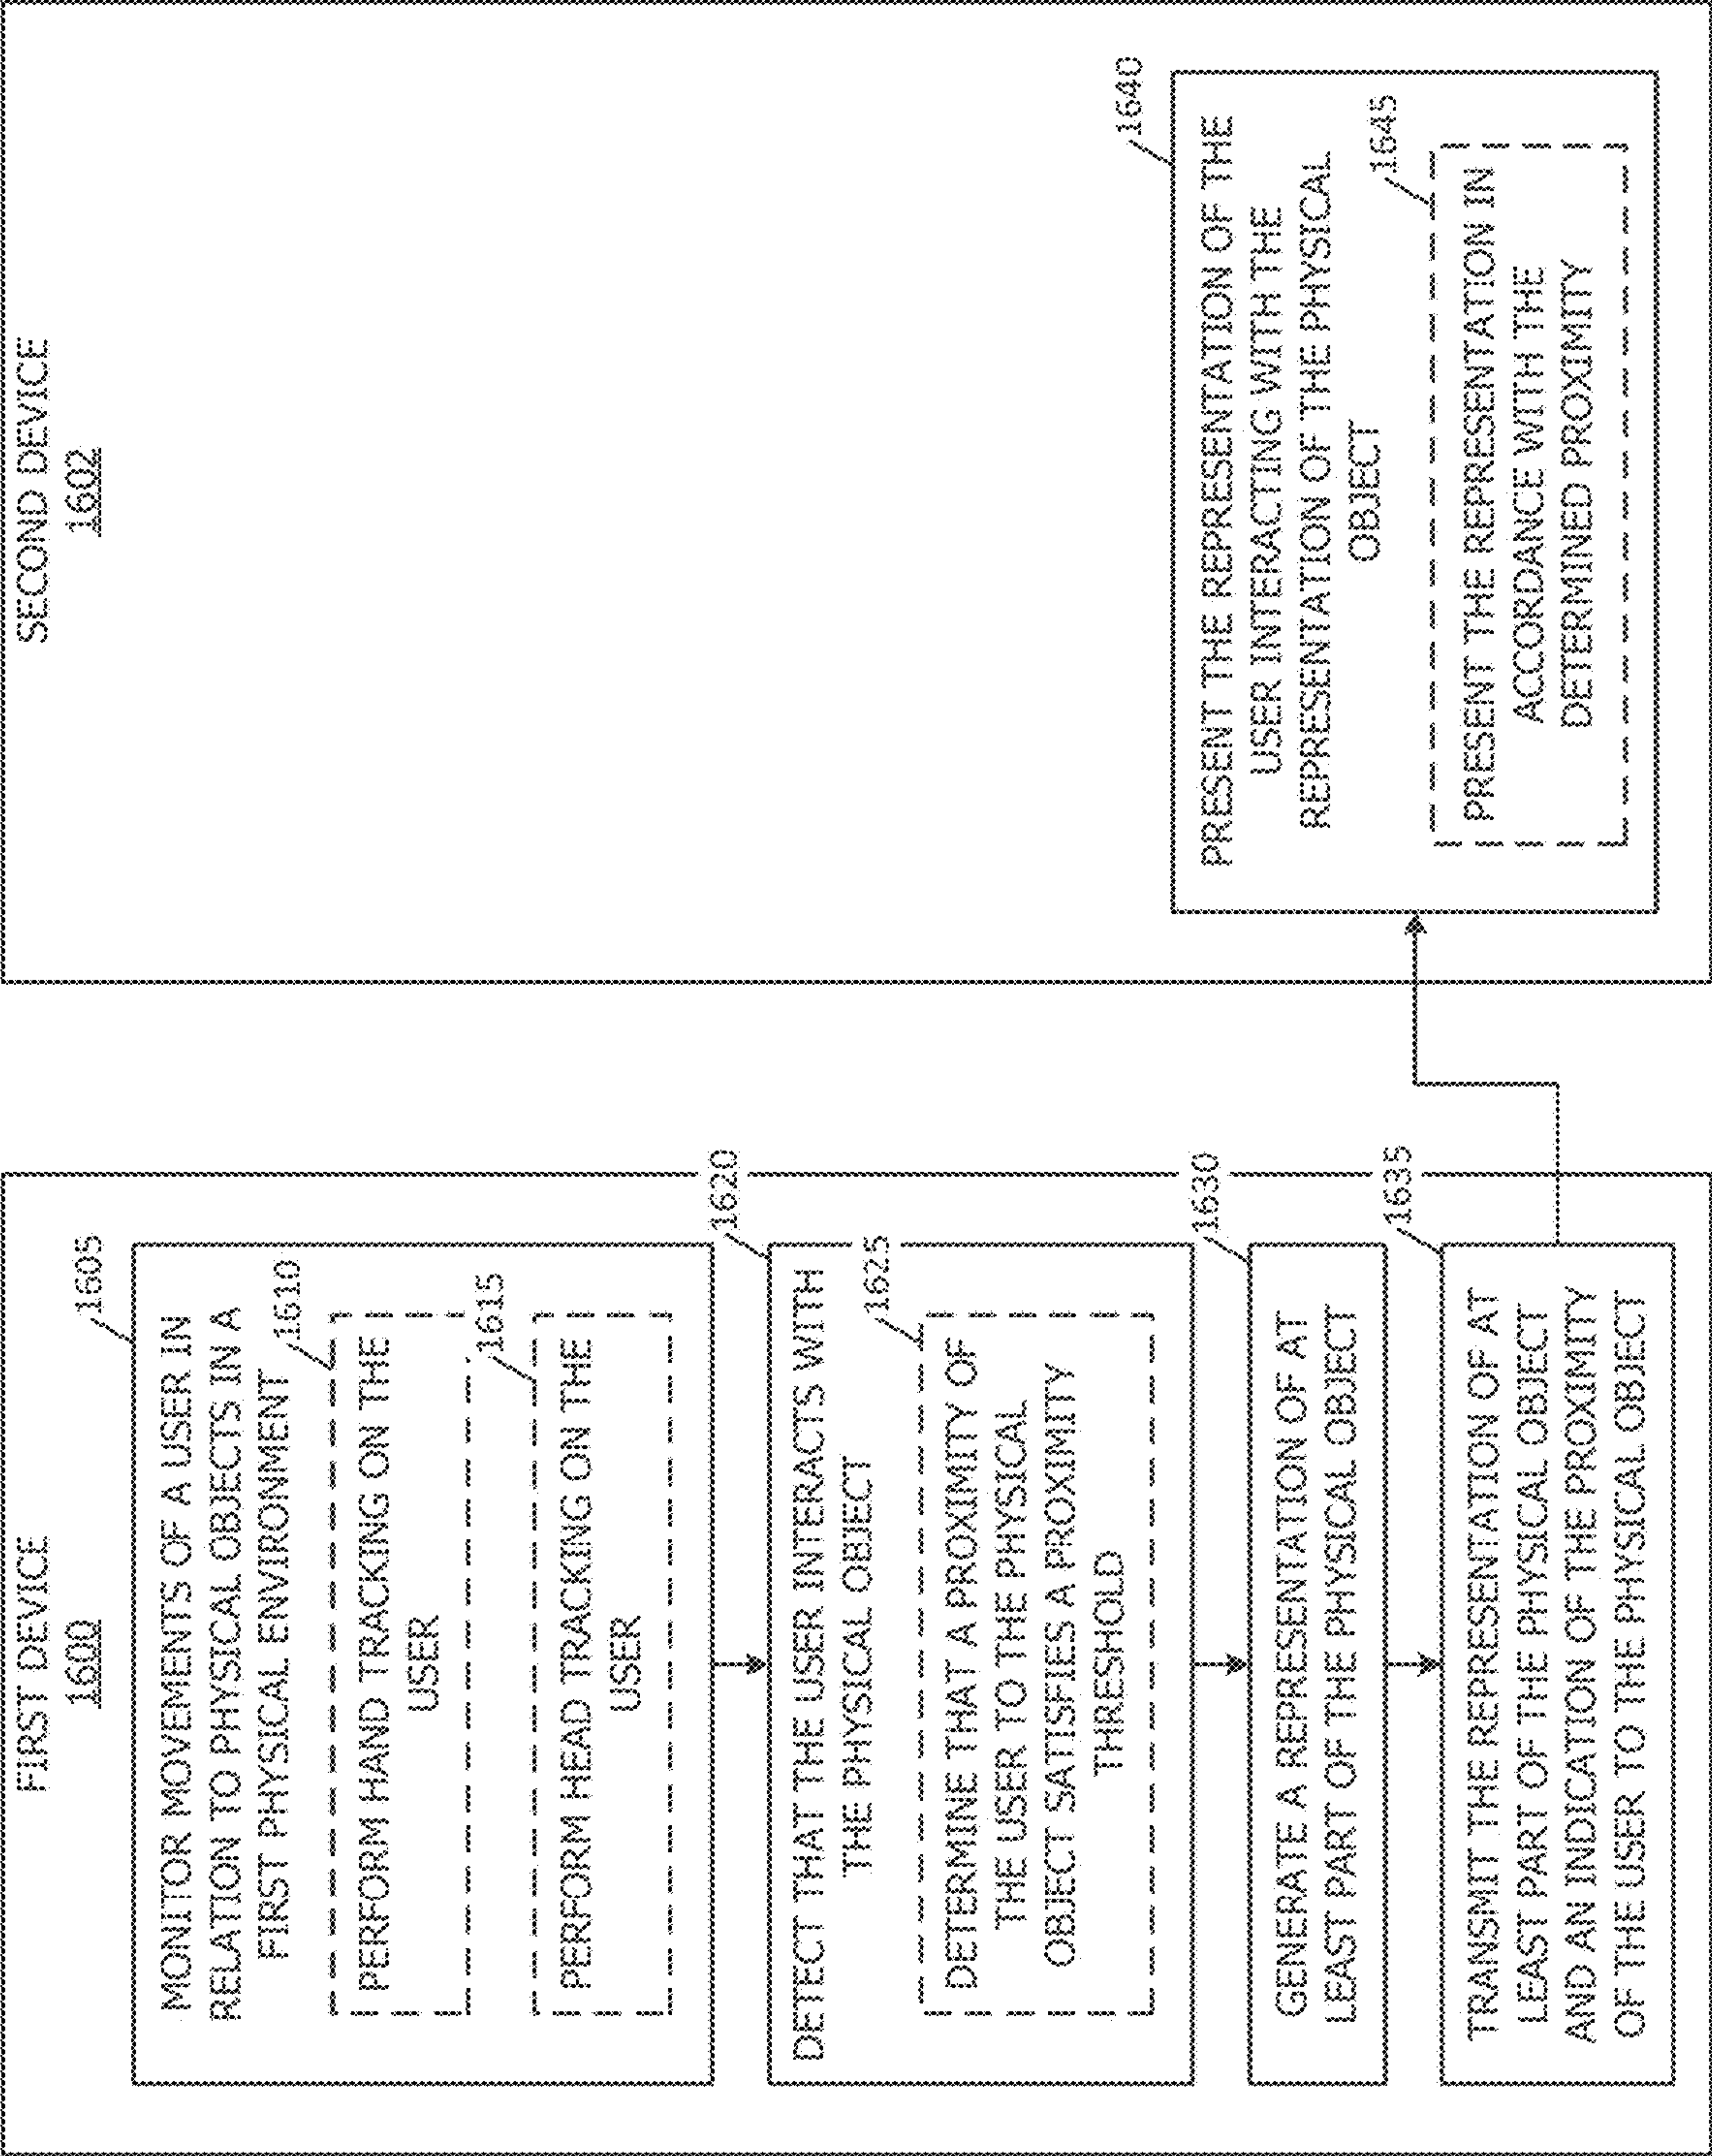 FIRST DEVICE
1600
1605
MONITOR MOVEMENTS OF A USER IN
RELATION TO PHYSICAL OBJECTS IN A
FIRST PHYSICAL ENVIRONMENT
1610
PERFORM HAND TRACKING ON THE
USER
1615
PERFORM HEAD TRACKING ON THE
USER
1620
DETECT THAT THE USER INTERACTS WITH
THE PHYSICAL OBJECT
1625
DETERMINE THAT A PROXIMITY OF
THE USER TO THE PHYSICAL
OBJECT SATISFIES A PROXIMITY
THRESHOLD
1630
GENERATE A REPRESENTATION OF AT
LEAST PART OF THE PHYSICAL OBJECT
1635
TRANSMIT THE REPRESENTATION OF AT
LEAST PART OF THE PHYSICAL OBJECT
AND AN INDICATION OF THE PROXIMITY
OF THE USER TO THE PHYSICAL OBJECT
SECOND DEVICE
1602
1640
PRESENT THE REPRESENTATION OF THE
USER INTERACTING WITH THE
REPRESENTATION OF THE PHYSICAL
OBJECT
1645
PRESENT THE REPRESENTATION IN
ACCORDANCE WITH THE
DETERMINED PROXIMITY